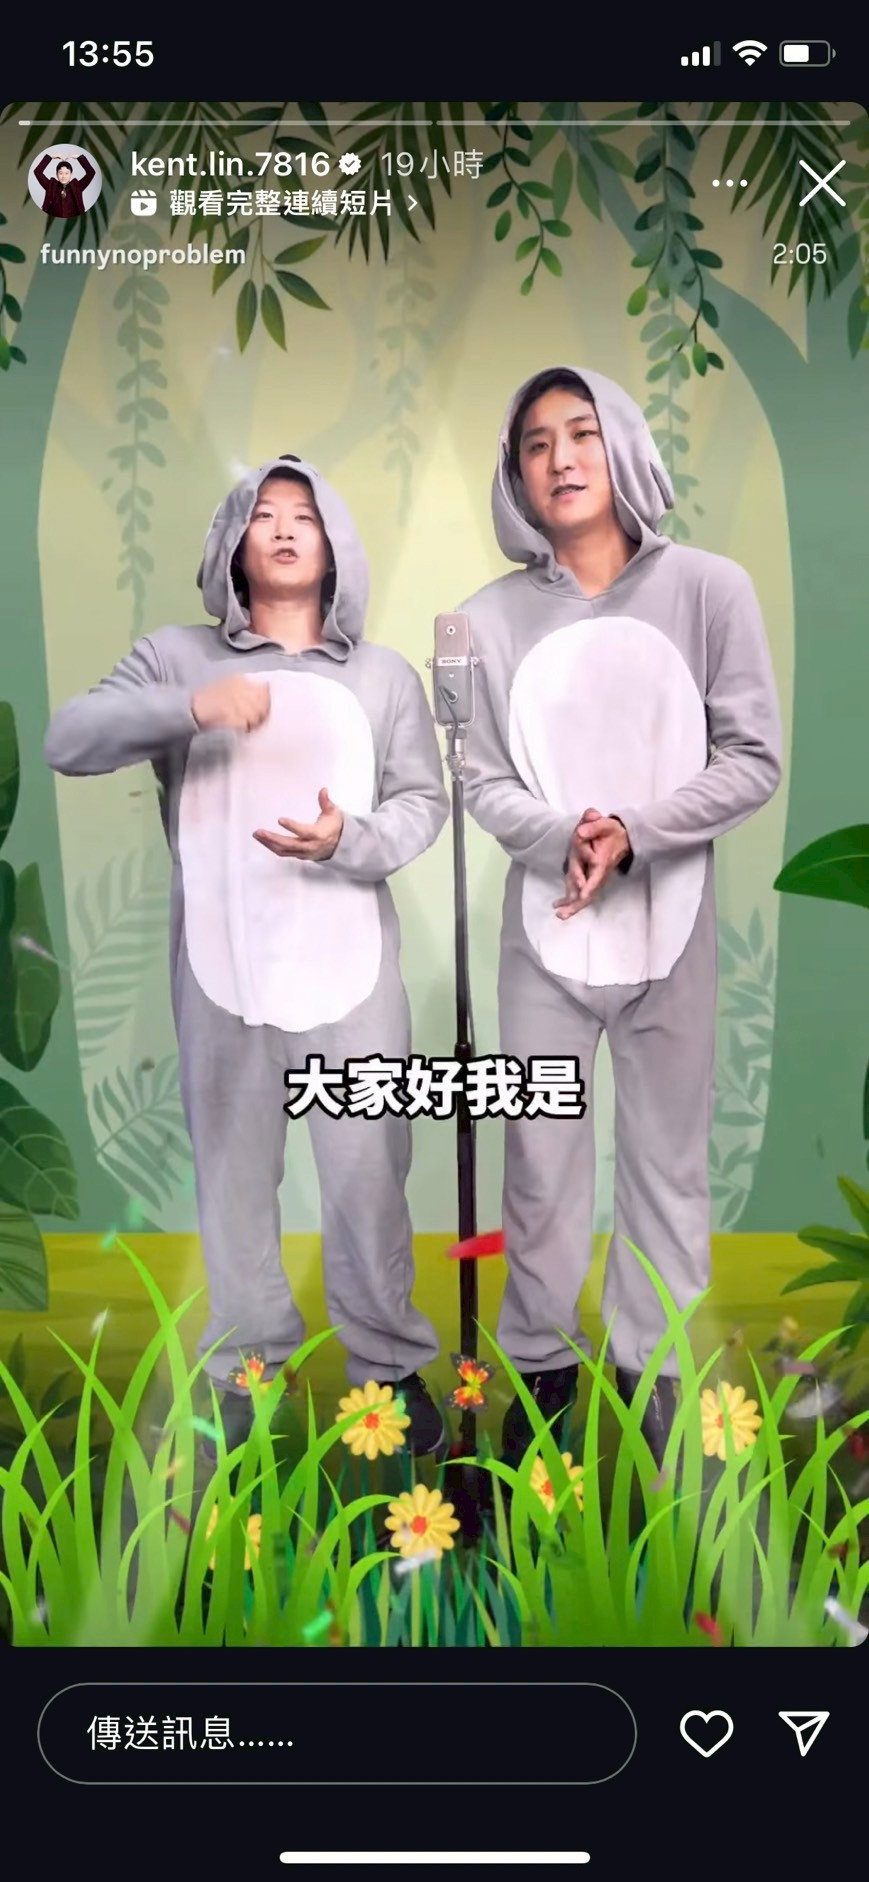 13:55
kent.lin.7816 19小時
觀看完整連續短片
funnynoproblem
2:05
SONY
大家好我是
傳送訊息......